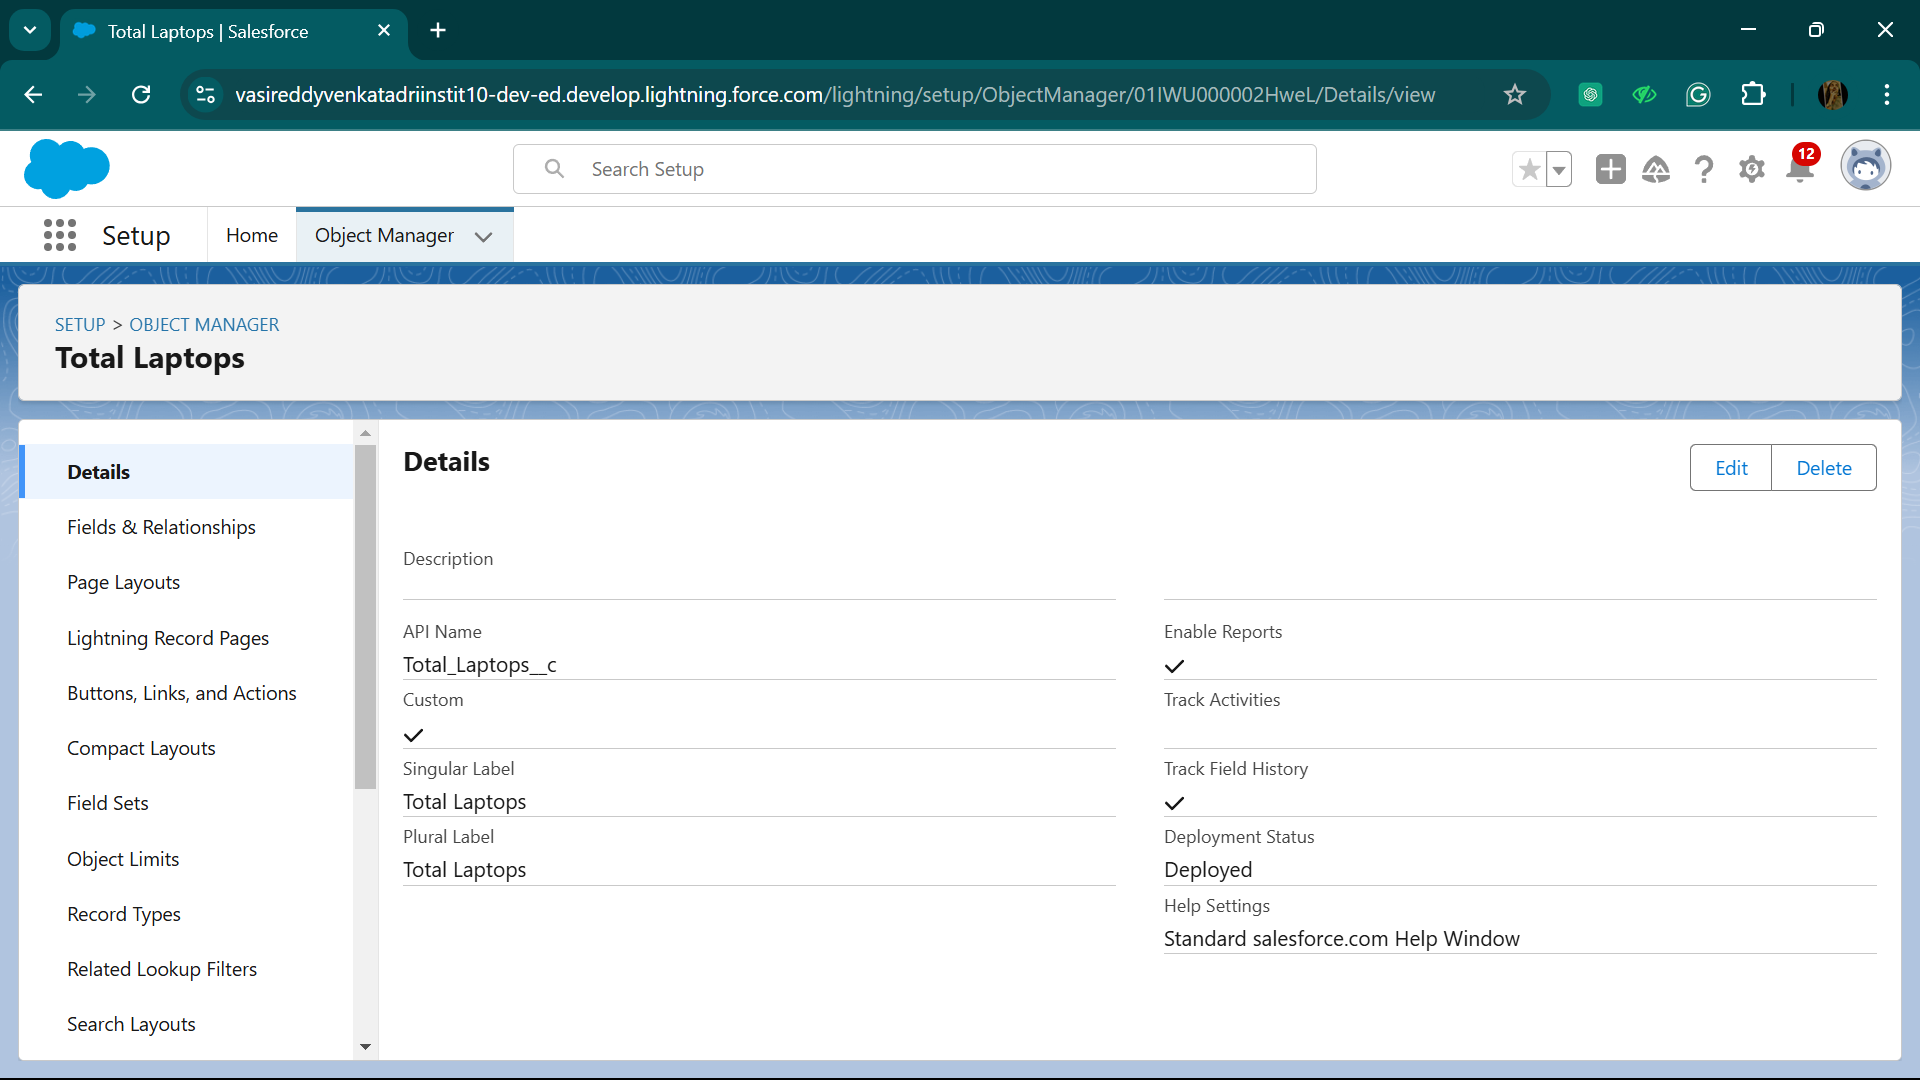 Total Laptops | Salesforce
vasireddyvenkatadriinstit10-dev-ed.develop.lightning.force.com/lightning/setup/ObjectManager/01IWU000002HweL/Details/view
Search Setup
12
Setup
Home
Object Manager
SETUP > OBJECT MANAGER
Total Laptops
Details
Fields & Relationships
Page Layouts
Lightning Record Pages
Buttons, Links, and Actions
Compact Layouts
Field Sets
Object Limits
Record Types
Related Lookup Filters
Search Layouts
Details
Edit
Delete
Description
API Name
Total_Laptops__c
Custom
Singular Label
Total Laptops
Plural Label
Total Laptops
Enable Reports
Track Activities
Track Field History
Deployment Status
Deployed
Help Settings
Standard salesforce.com Help Window